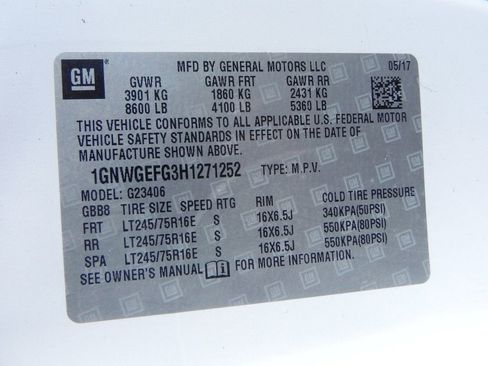 GM
MFD BY GENERAL MOTORS LLC
05/17
GVWR GAWR FRT GAWR RR
3901 KG 1860 KG 2431 KG
8600 LB 4100 LB 5360 LB
THIS VEHICLE CONFORMS TO ALL APPLICABLE U.S. FEDERAL MOTOR
VEHICLE SAFETY STANDARDS IN EFFECT ON THE DATE OF
MANUFACTURE SHOWN ABOVE.
1GNWGEFG3H1271252 TYPE: M.P.V.
MODEL: G23406
GBB8 TIRE SIZE SPEED RTG RIM COLD TIRE PRESSURE
FRT LT245/75R16E S 16X6.5J 340KPA(50PSI)
RR LT245/75R16E S 16X6.5J 550KPA(80PSI)
SPA LT245/75R16E S 16X6.5J 550KPA(80PSI)
SEE OWNER'S MANUAL FOR MORE INFORMATION.